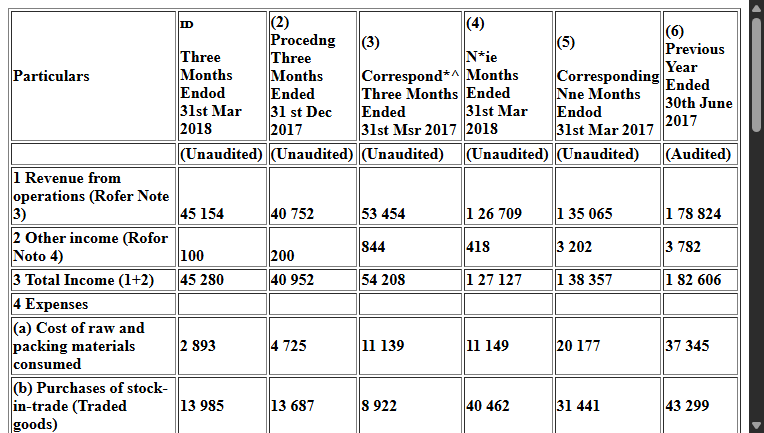 Particulars
ɪᴅ
Three
Months
Endod
31st Mar
2018
(2)
Procedng
Three
Months
Ended
31 st Dec
2017
(3)
Correspond*^
Three Months
Ended
31st Msr 2017
(4)
N*ie
Months
Ended
31st Mar
2018
(5)
Corresponding
Nne Months
Endod
31st Mar 2017
(6)
Previous
Year
Ended
30th June
2017
(Unaudited) (Unaudited) (Unaudited) (Unaudited) (Unaudited) (Audited)
1 Revenue from
operations (Rofer Note
3) 45 154 40 752 53 454 1 26 709 1 35 065 1 78 824
2 Other income (Rofor
Noto 4) 100 200 844 418 3 202 3 782
3 Total Income (1+2) 45 280 40 952 54 208 1 27 127 1 38 357 1 82 606
4 Expenses
(a) Cost of raw and
packing materials
consumed 2 893 4 725 11 139 11 149 20 177 37 345
(b) Purchases of stock-
in-trade (Traded
goods) 13 985 13 687 8 922 40 462 31 441 43 299